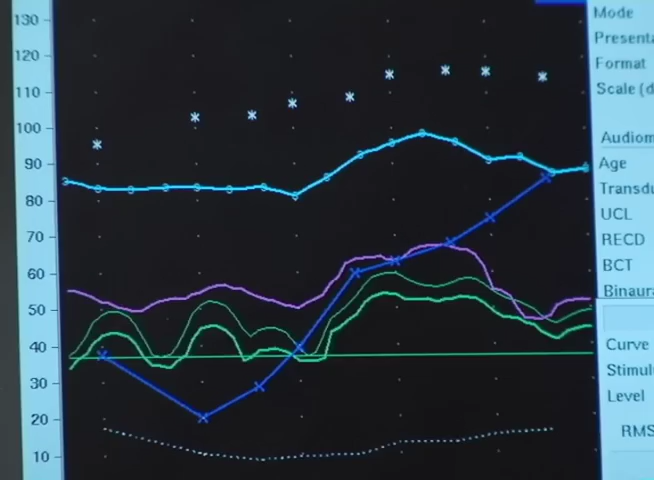 130
120
110
100
90
80
70
60
50
40
30
20
10
Mode
Presenta
Format
Scale (d
Audiom
Age
Transdu
UCL
RECD
BCT
Binaura
Curve
Stimul
Level
RMS